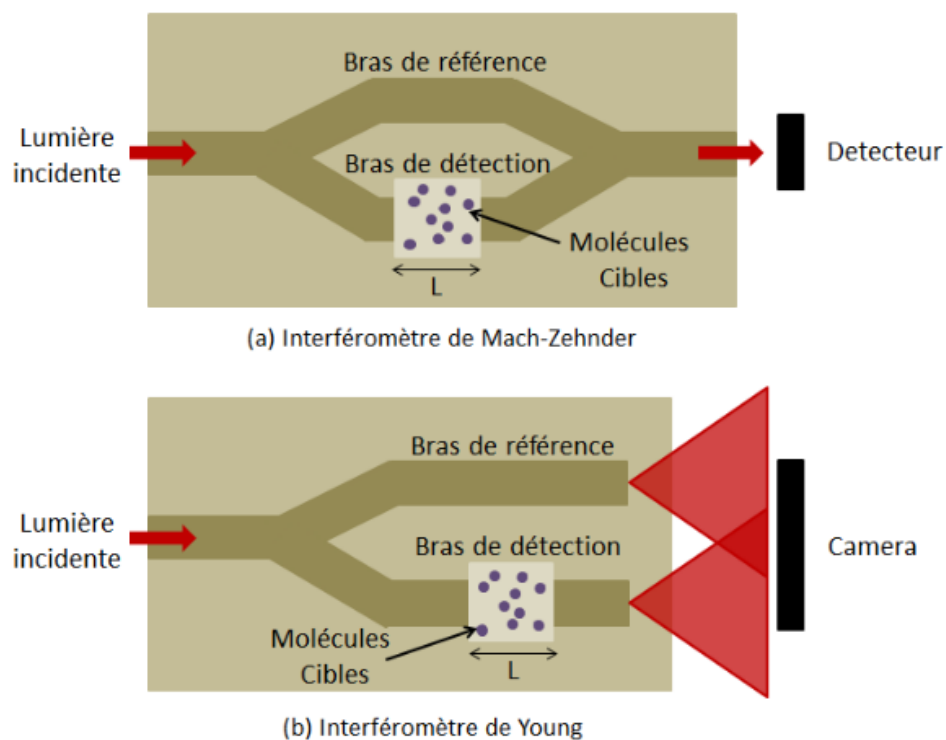 Bras de référence
Lumière
incidente
Bras de détection
Detecteur
Molécules
Cibles
L
(a) Interféromètre de Mach-Zehnder
Bras de référence
Lumière
incidente
Bras de détection
Camera
Molécules
Cibles
L
(b) Interféromètre de Young